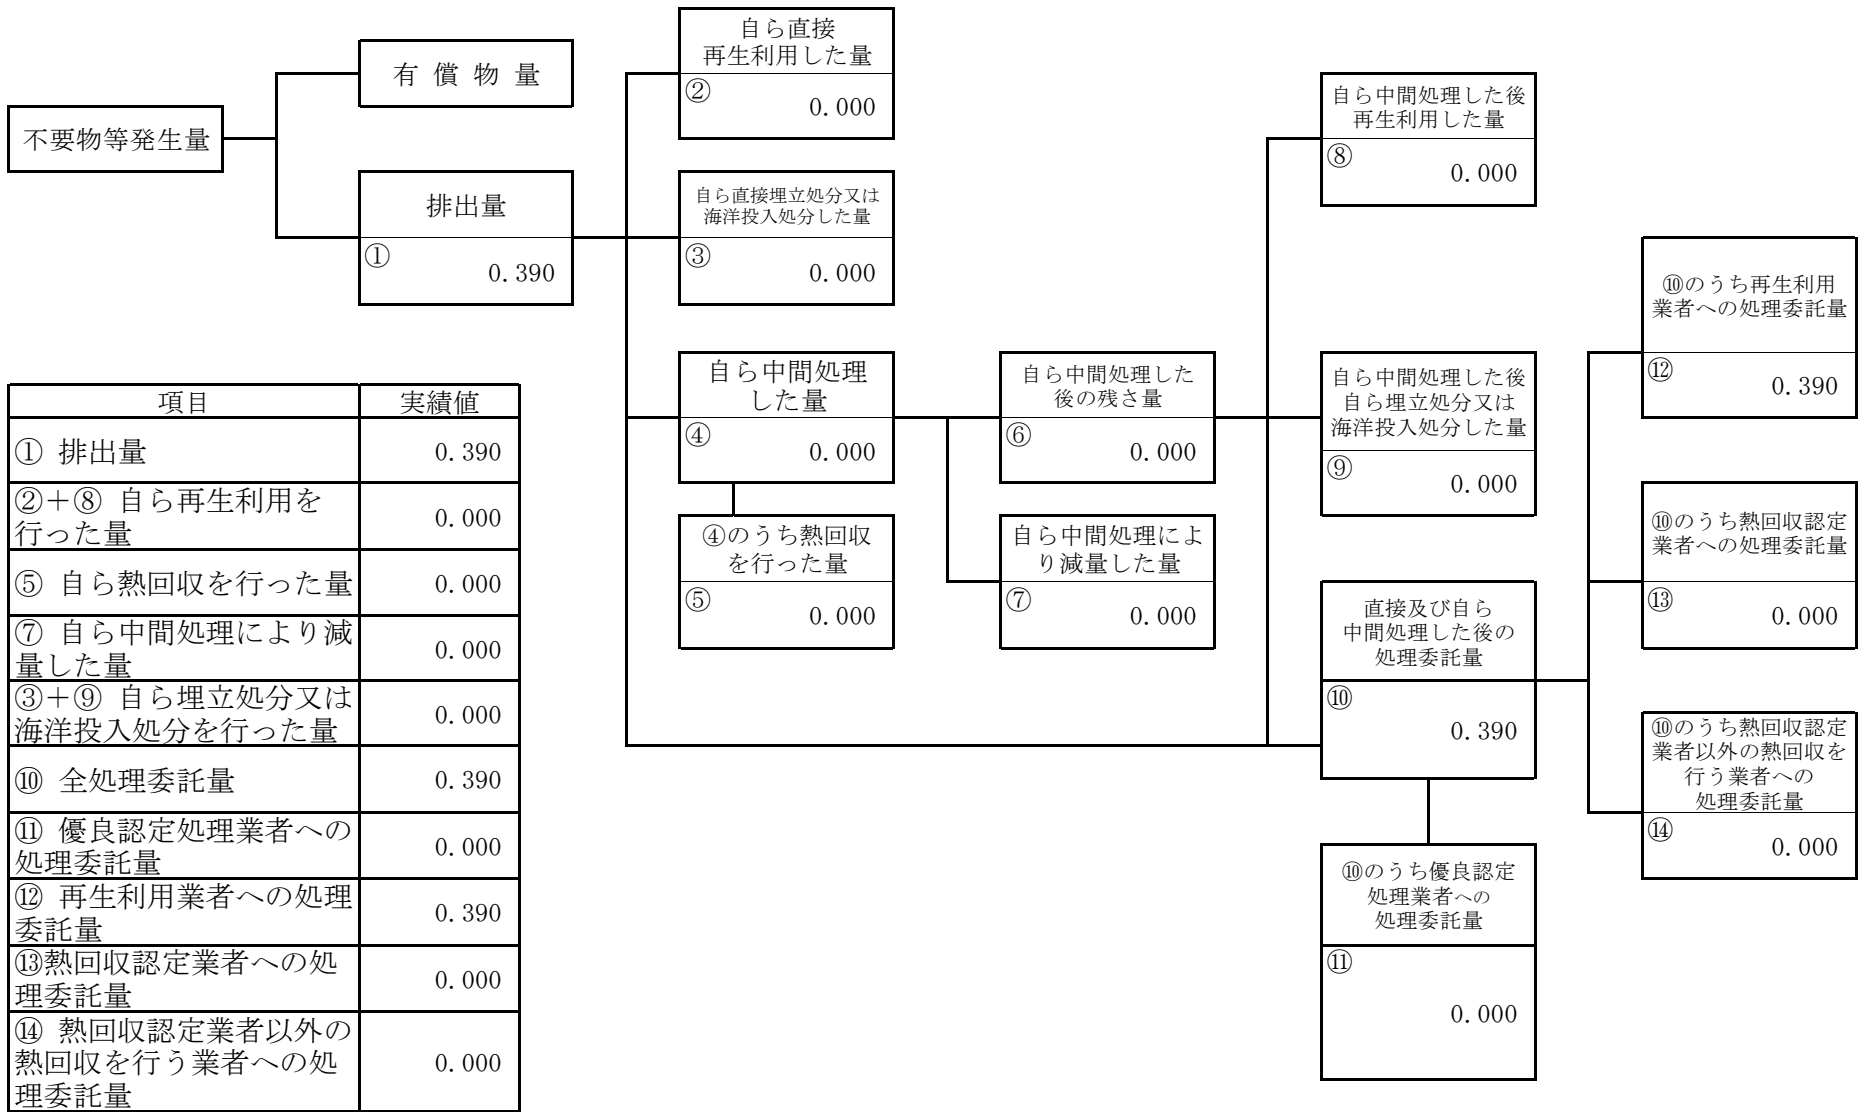 不要物等発生量
有 償 物 量
排出量
①
0.390
自ら直接
再生利用した量
②
0.000
自ら直接埋立処分又は
海洋投入処分した量
③
0.000
自ら中間処理
した量
④
0.000
④のうち熱回収
を行った量
⑤
0.000
自ら中間処理した
後の残さ量
⑥
0.000
自ら中間処理によ
り減量した量
⑦
0.000
自ら中間処理した後
再生利用した量
⑧
0.000
自ら中間処理した後
自ら埋立処分又は
海洋投入処分した量
⑨
0.000
直接及び自ら
中間処理した後の
処理委託量
⑩
0.390
⑩のうち優良認定
処理業者への
処理委託量
⑪
0.000
⑩のうち再生利用
業者への処理委託量
⑫
0.390
⑩のうち熱回収認定
業者への処理委託量
⑬
0.000
⑩のうち熱回収認定
業者以外の熱回収を
行う業者への
処理委託量
⑭
0.000
項目 実績値
① 排出量 0.390
②＋⑧ 自ら再生利用を
行った量 0.000
⑤ 自ら熱回収を行った量 0.000
⑦ 自ら中間処理により減
量した量 0.000
③＋⑨ 自ら埋立処分又は
海洋投入処分を行った量 0.000
⑩ 全処理委託量 0.390
⑪ 優良認定処理業者への
処理委託量 0.000
⑫ 再生利用業者への処理
委託量 0.390
⑬熱回収認定業者への処
理委託量 0.000
⑭ 熱回収認定業者以外の
熱回収を行う業者への処
理委託量 0.000